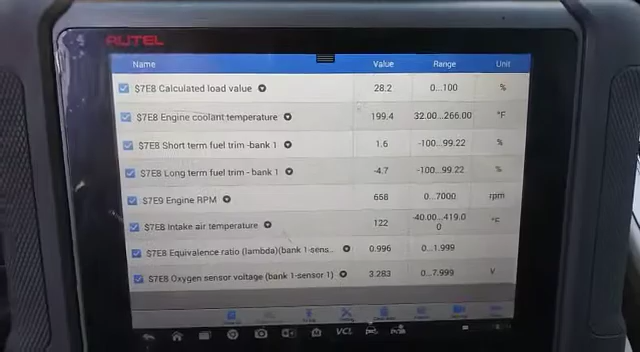 AUTEL
Name Value Range Unit
$7E8 Calculated load value 28.2 0...100 %
$7E8 Engine coolant temperature 199.4 32.00...266.00 °F
$7E8 Short term fuel trim -bank 1 1.6 -100...99.22 %
$7E8 Long term fuel trim - bank 1 -4.7 -100...99.22 %
$7E9 Engine RPM 658 0...7000 rpm
$7E8 Intake air temperature 122 -40.00...419.0
0 °F
$7E8 Equivalence ratio (lambda)(bank 1-sens... 0.996 0...1.999
$7E8 Oxygen sensor voltage (bank 1-sensor 1) 3.283 0...7.999 V
VCI